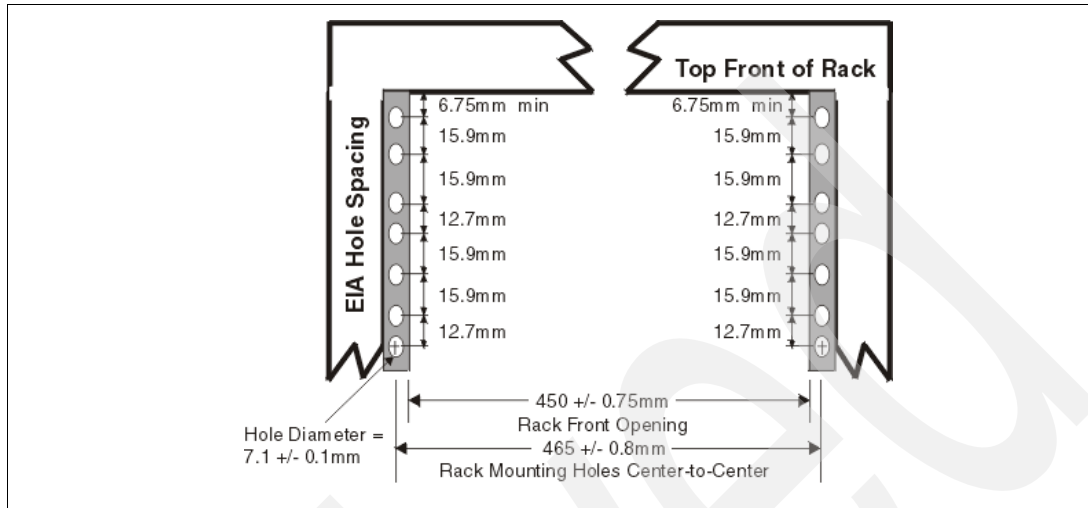 Top Front of Rack
EIA Hole Spacing
6.75mm min
15.9mm
15.9mm
12.7mm
15.9mm
15.9mm
12.7mm
6.75mm min
15.9mm
15.9mm
12.7mm
15.9mm
15.9mm
12.7mm
450 +/- 0.75mm
Rack Front Opening
465 +/- 0.8mm
Rack Mounting Holes Center-to-Center
Hole Diameter =
7.1 +/- 0.1mm